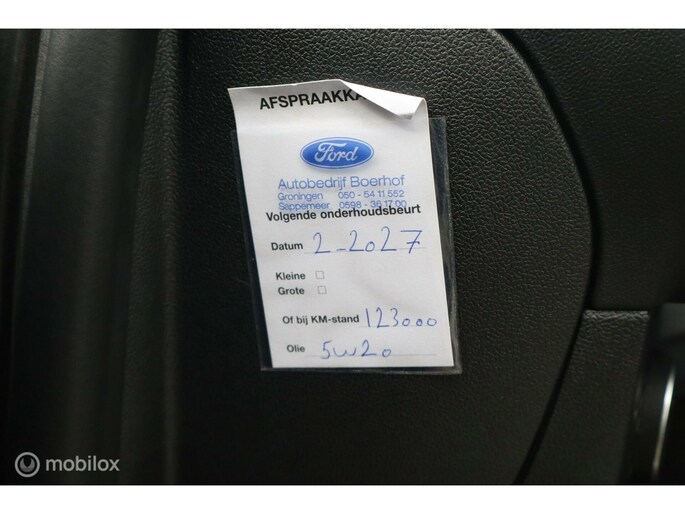 AFSPRAAKKA
Ford
Autobedrijf Boerhof
Groningen 050 - 54 11 552
Sappemeer 0598 - 36 17 00
Volgende onderhoudsbeurt
Datum 2-2027
Kleine
Grote
Of bij KM-stand 123000
Olie 5w20
mobilox